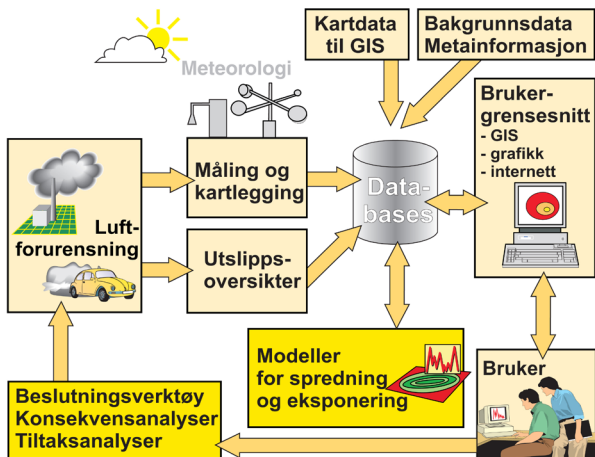 Kartdata
til GIS
Bakgrunnsdata
Metainformasjon
Meteorologi
Bruker-
grensesnitt
- GIS
- grafikk
- internett
Luft-
forurensning
Måling og
kartlegging
Data-
bases
Utslipps-
oversikter
Modeller
for spredning
og eksponering
Bruker
Beslutningsverktøy
Konsekvensanalyser
Tiltaksanalyser